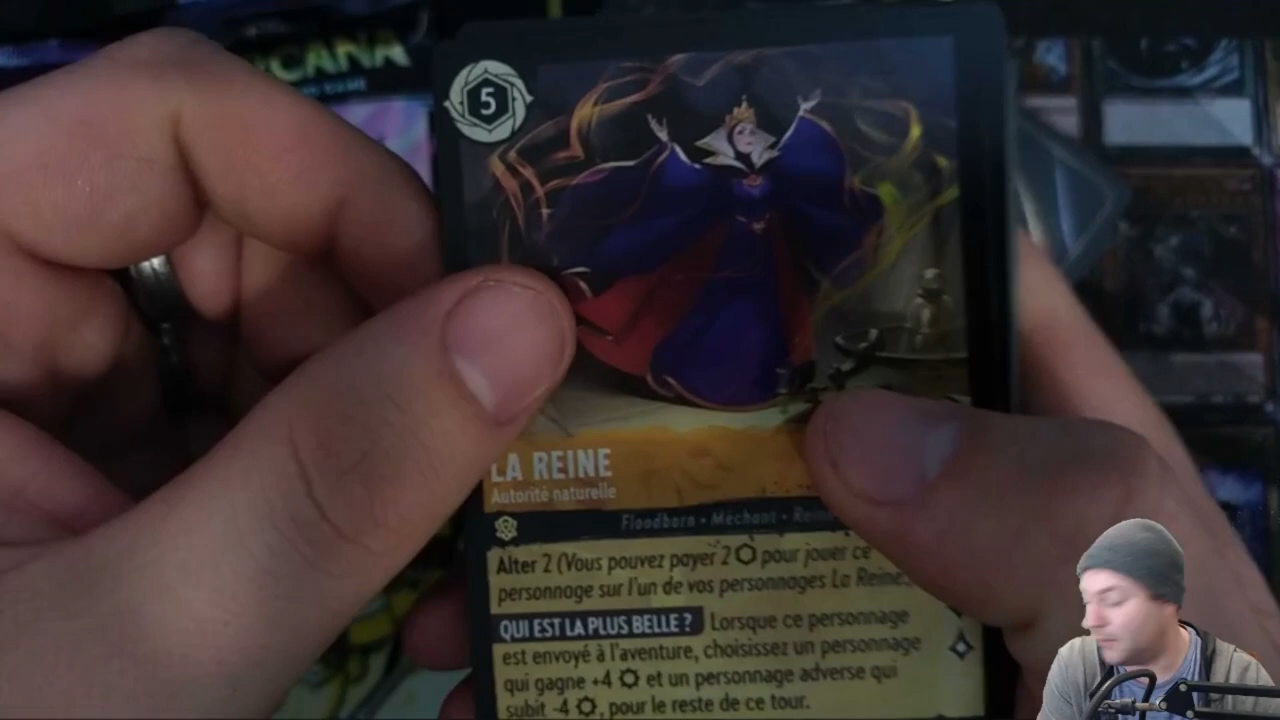 CANA
5
LA REINE
Autorité naturelle
Floodborn • Méchant • Reine
Alter 2 (Vous pouvez payer 2 pour jouer ce
personnage sur l'un de vos personnages La Reine.
QUI EST LA PLUS BELLE ? Lorsque ce personnage
est envoyé à l'aventure, choisissez un personnage
qui gagne +4 et un personnage adverse qui
subit -4 , pour le reste de ce tour.